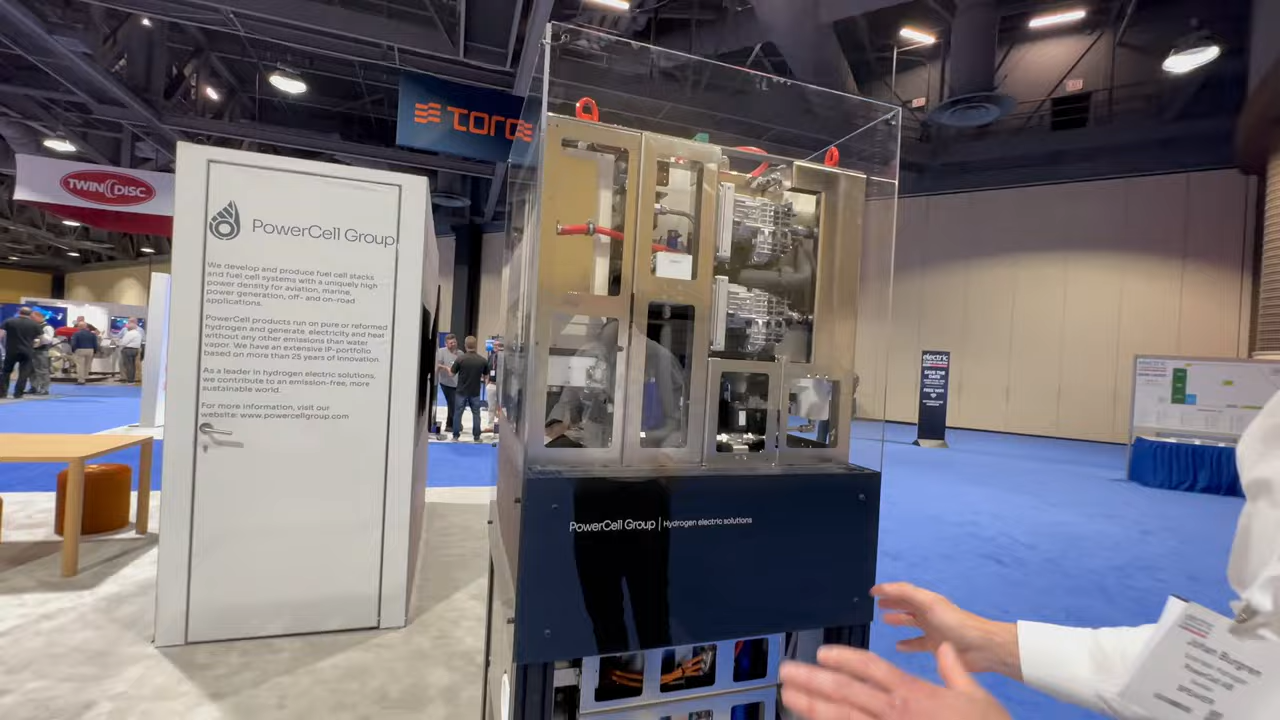 TORQ
TWIN DISC
PowerCell Group
We develop and produce fuel cell stacks
and fuel cell systems with a uniquely high
power density for aviation, marine,
power generation, off- and on-road
applications.
PowerCell products run on pure or reformed
hydrogen and generate electricity and heat
without any other emissions than water
vapor. We have an extensive IP-portfolio
based on more than 25 years of innovation.
As a leader in hydrogen electric solutions,
we contribute to an emission-free, more
sustainable world.
For more information, visit our
website: www.powercellgroup.com
PowerCell Group | Hydrogen electric solutions
electric
SAVE THE
DATE
FREE WIFI
EXIT